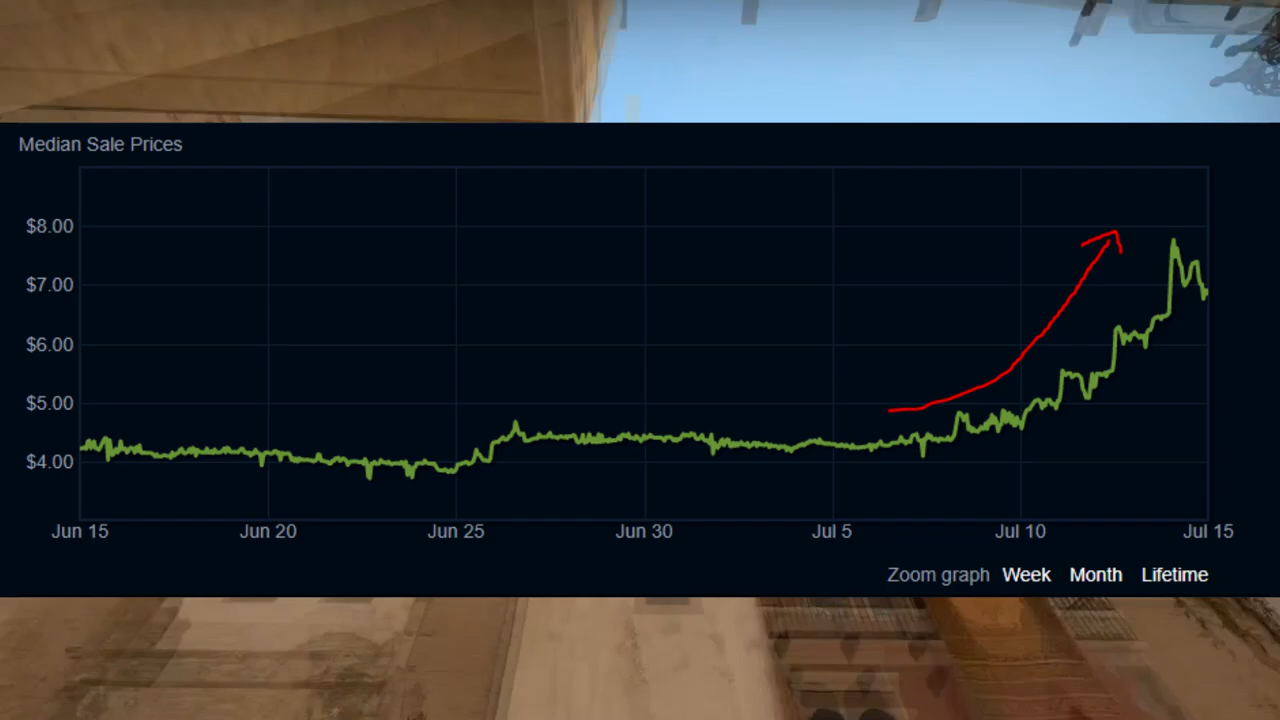 Median Sale Prices
$8.00
$7.00
$6.00
$5.00
$4.00
Jun 15 Jun 20 Jun 25 Jun 30 Jul 5 Jul 10 Jul 15
Zoom graph Week Month Lifetime